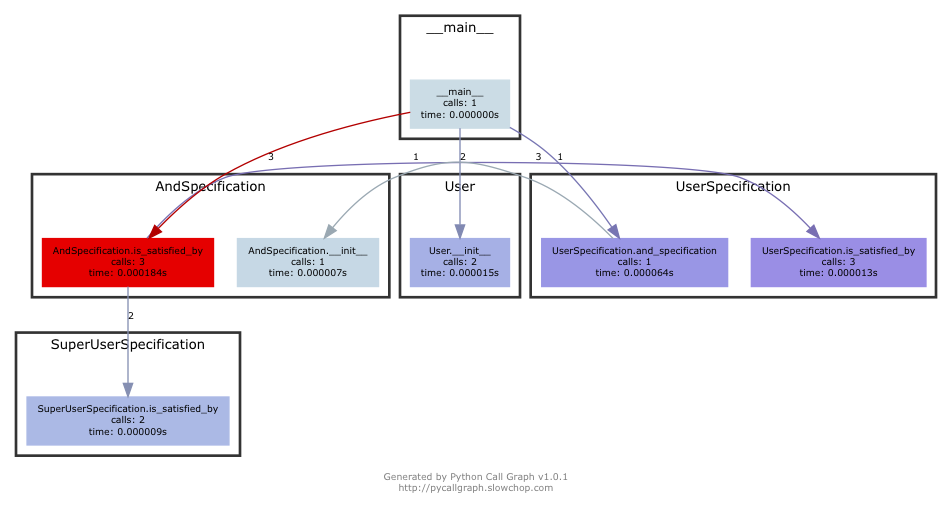 __main__
__main__
calls: 1
time: 0.000000s
3
1
2
3
1
AndSpecification
User
UserSpecification
AndSpecification.is_satisfied_by
calls: 3
time: 0.000184s
AndSpecification.__init__
calls: 1
time: 0.000007s
User.__init__
calls: 2
time: 0.000015s
UserSpecification.and_specification
calls: 1
time: 0.000064s
UserSpecification.is_satisfied_by
calls: 3
time: 0.000013s
2
SuperUserSpecification
SuperUserSpecification.is_satisfied_by
calls: 2
time: 0.000009s
Generated by Python Call Graph v1.0.1
http://pycallgraph.slowchop.com